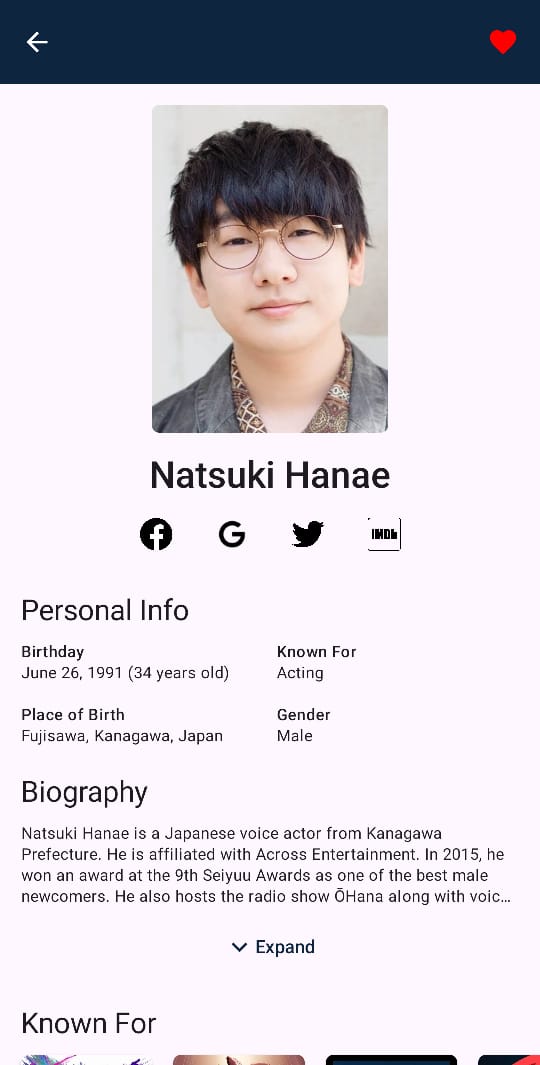 Natsuki Hanae
IMDb
Personal Info
Birthday
Known For
June 26, 1991 (34 years old)
Acting
Place of Birth
Gender
Fujisawa, Kanagawa, Japan
Male
Biography
Natsuki Hanae is a Japanese voice actor from Kanagawa
Prefecture. He is affiliated with Across Entertainment. In 2015, he
won an award at the 9th Seiyuu Awards as one of the best male
newcomers. He also hosts the radio show ŌHana along with voic…
Expand
Known For